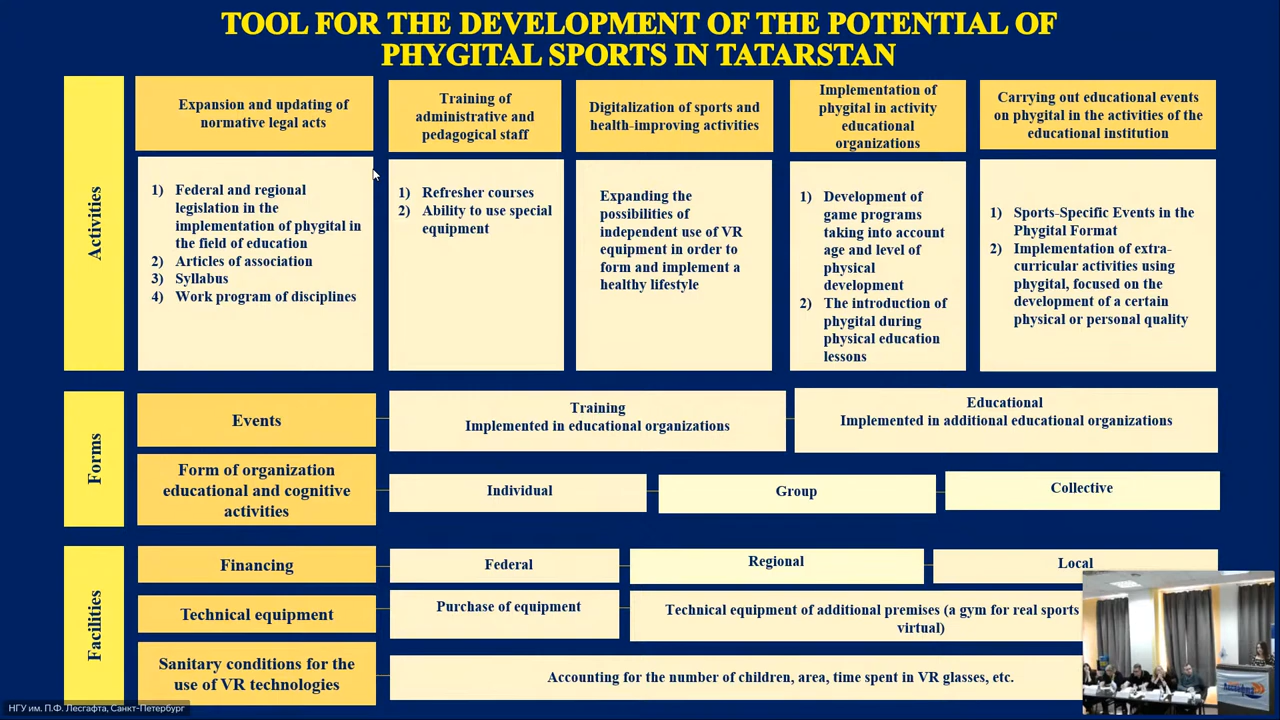 TOOL FOR THE DEVELOPMENT OF THE POTENTIAL OF
PHYGITAL SPORTS IN TATARSTAN
Activities
Expansion and updating of
normative legal acts
Training of
administrative and
pedagogical staff
Digitalization of sports and
health-improving activities
Implementation of
phygital in activity
educational
organizations
Carrying out educational events
on phygital in the activities of the
educational institution
1) Federal and regional
legislation in the
implementation of phygital in
the field of education
2) Articles of association
3) Syllabus
4) Work program of disciplines
1) Refresher courses
2) Ability to use special
equipment
Expanding the
possibilities of
independent use of VR
equipment in order to
form and implement a
healthy lifestyle
1) Development of
game programs
taking into account
age and level of
physical
development
2) The introduction of
phygital during
physical education
lessons
1) Sports-Specific Events in the
Phygital Format
2) Implementation of extra-
curricular activities using
phygital, focused on the
development of a certain
physical or personal quality
Forms
Events
Training
Implemented in educational organizations
Educational
Implemented in additional educational organizations
Form of organization
educational and cognitive
activities
Individual
Group
Collective
Facilities
Financing
Federal
Regional
Local
Technical equipment
Purchase of equipment
Technical equipment of additional premises (a gym for real sports
virtual)
Sanitary conditions for the
use of VR technologies
Accounting for the number of children, area, time spent in VR glasses, etc.
НГУ им. П.Ф. Лесгафта, Санкт-Петербург